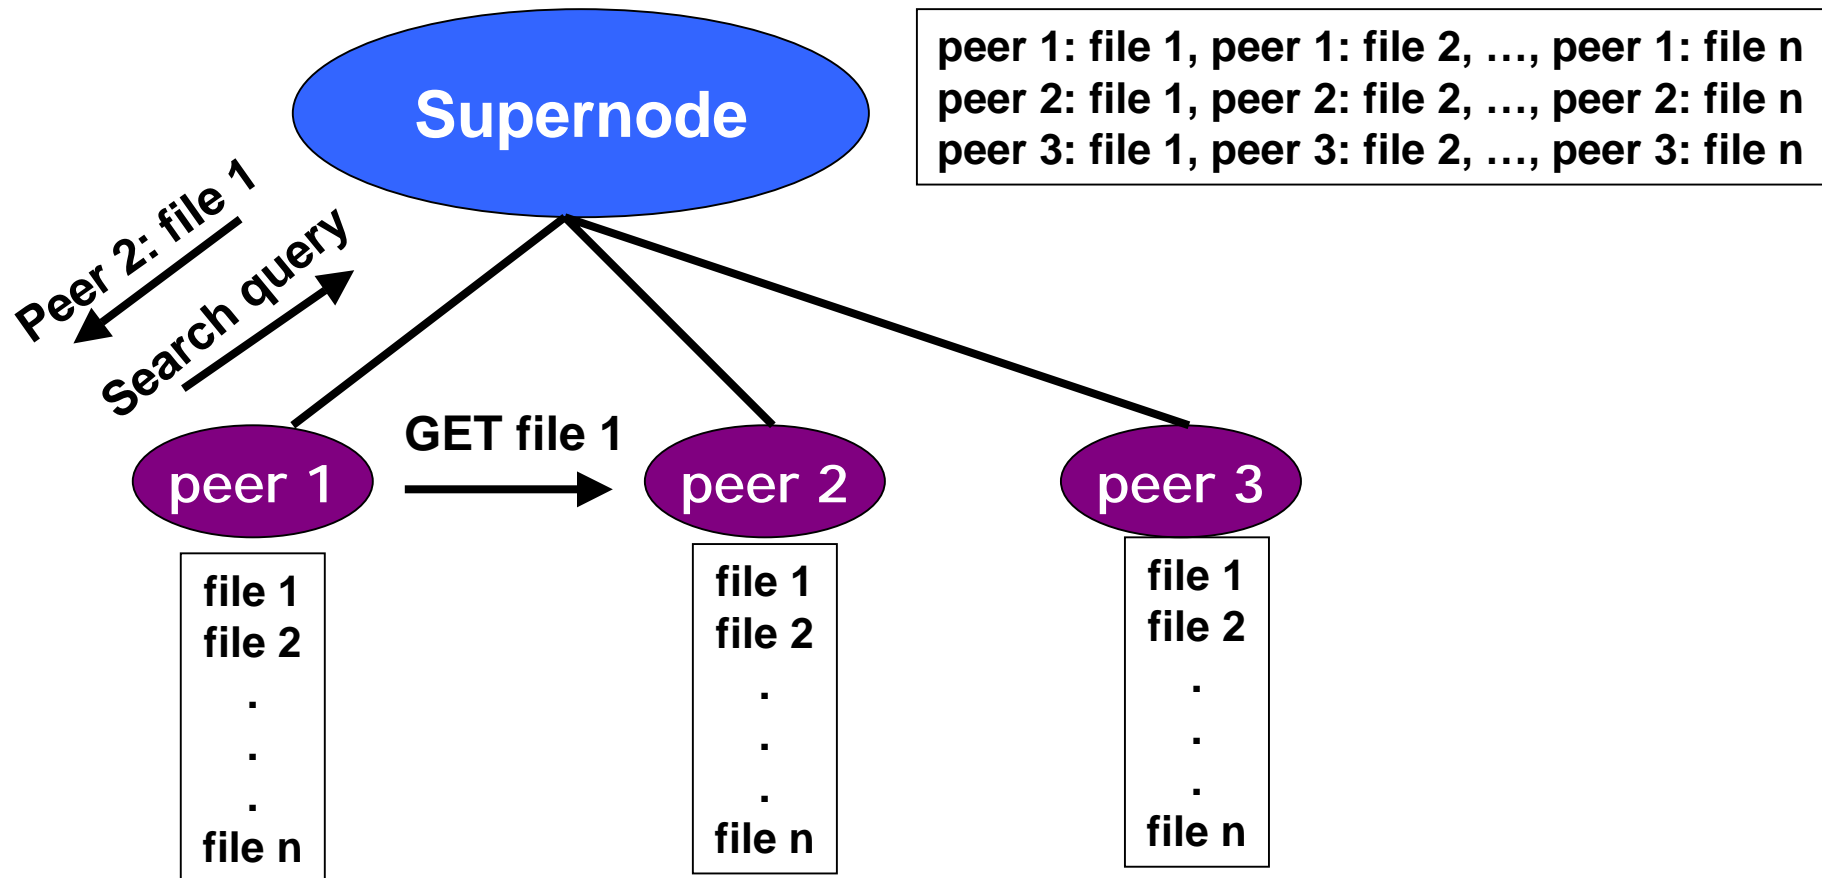 Supernode
peer 1: file 1, peer 1: file 2, …, peer 1: file n
peer 2: file 1, peer 2: file 2, …, peer 2: file n
peer 3: file 1, peer 3: file 2, …, peer 3: file n
Peer 2: file 1
Search query
GET file 1
peer 1
peer 2
peer 3
file 1
file 2
.
.
.
file n
file 1
file 2
.
.
.
file n
file 1
file 2
.
.
.
file n